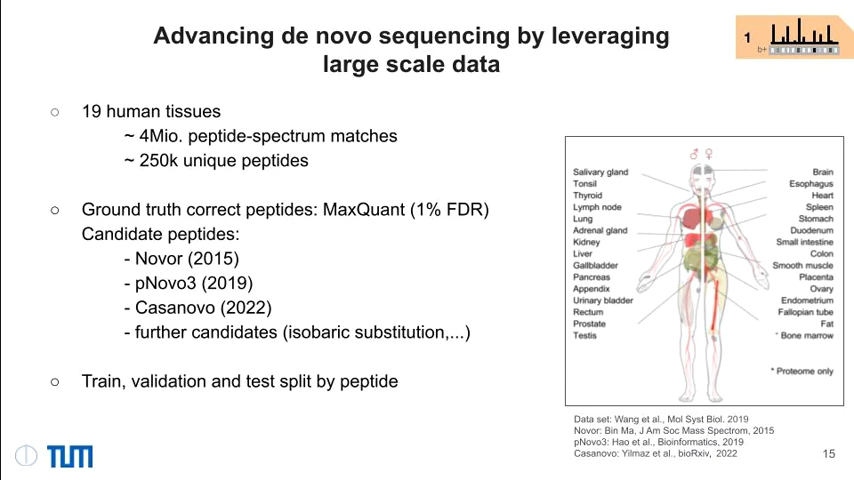 Advancing de novo sequencing by leveraging
large scale data
1
b+
○ 19 human tissues
~ 4Mio. peptide-spectrum matches
~ 250k unique peptides
○ Ground truth correct peptides: MaxQuant (1% FDR)
Candidate peptides:
- Novor (2015)
- pNovo3 (2019)
- Casanovo (2022)
- further candidates (isobaric substitution,...)
○ Train, validation and test split by peptide
♂ ♀
Salivary gland
Tonsil
Thyroid
Lymph node
Lung
Adrenal gland
Kidney
Liver
Gallbladder
Pancreas
Appendix
Urinary bladder
Rectum
Prostate
Testis
Brain
Esophagus
Heart
Spleen
Stomach
Duodenum
Small intestine
Colon
Smooth muscle
Placenta
Ovary
Endometrium
Fallopian tube
Fat
* Bone marrow
* Proteome only
Data set: Wang et al., Mol Syst Biol. 2019
Novor: Bin Ma, J Am Soc Mass Spectrom, 2015
pNovo3: Hao et al., Bioinformatics, 2019
Casanovo: Yilmaz et al., bioRxiv, 2022
TUM
15